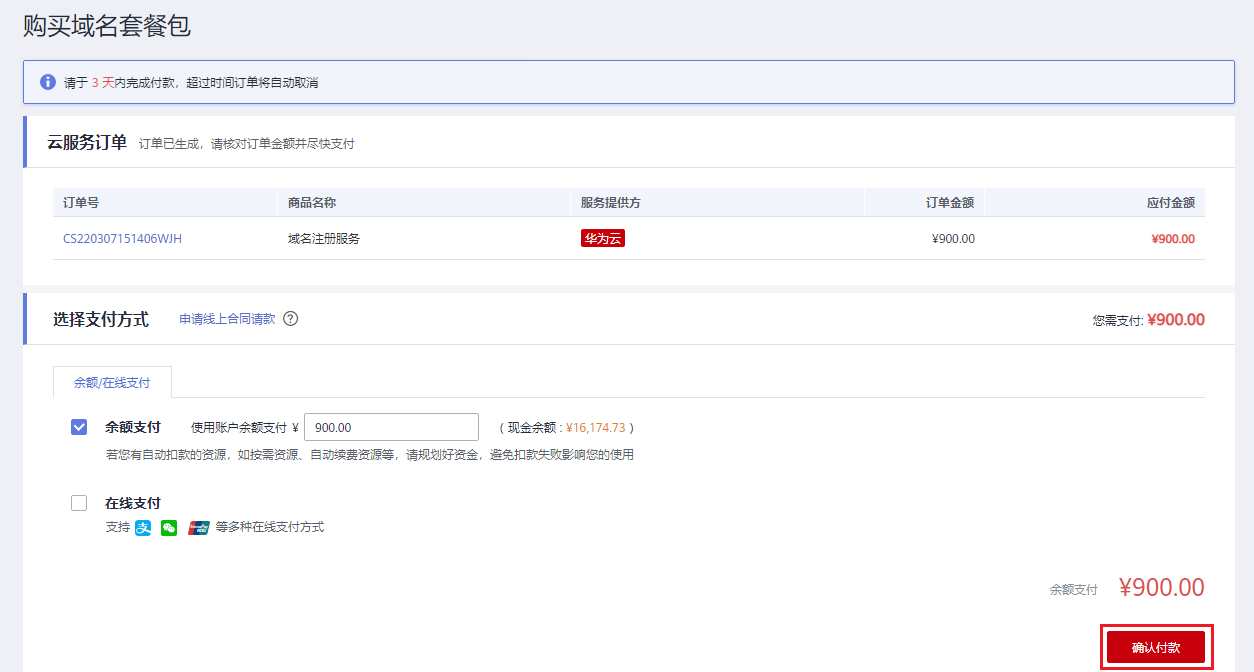 购买域名套餐包
请于 3 天内完成付款，超过时间订单将自动取消
云服务订单 订单已生成，请核对订单金额并尽快支付
订单号 商品名称 服务提供方 订单金额 应付金额
CS220307151406WJH 域名注册服务 华为云 ¥900.00 ¥900.00
选择支付方式 申请线上合同请款 ? 您需支付: ¥900.00
余额/在线支付
余额支付 使用账户余额支付 ¥ 900.00 （ 现金余额 : ¥16,174.73 ）
若您有自动扣款的资源，如按需资源、自动续费资源等，请规划好资金，避免扣款失败影响您的使用
在线支付
支持 支 等多种在线支付方式
余额支付 ¥900.00
确认付款